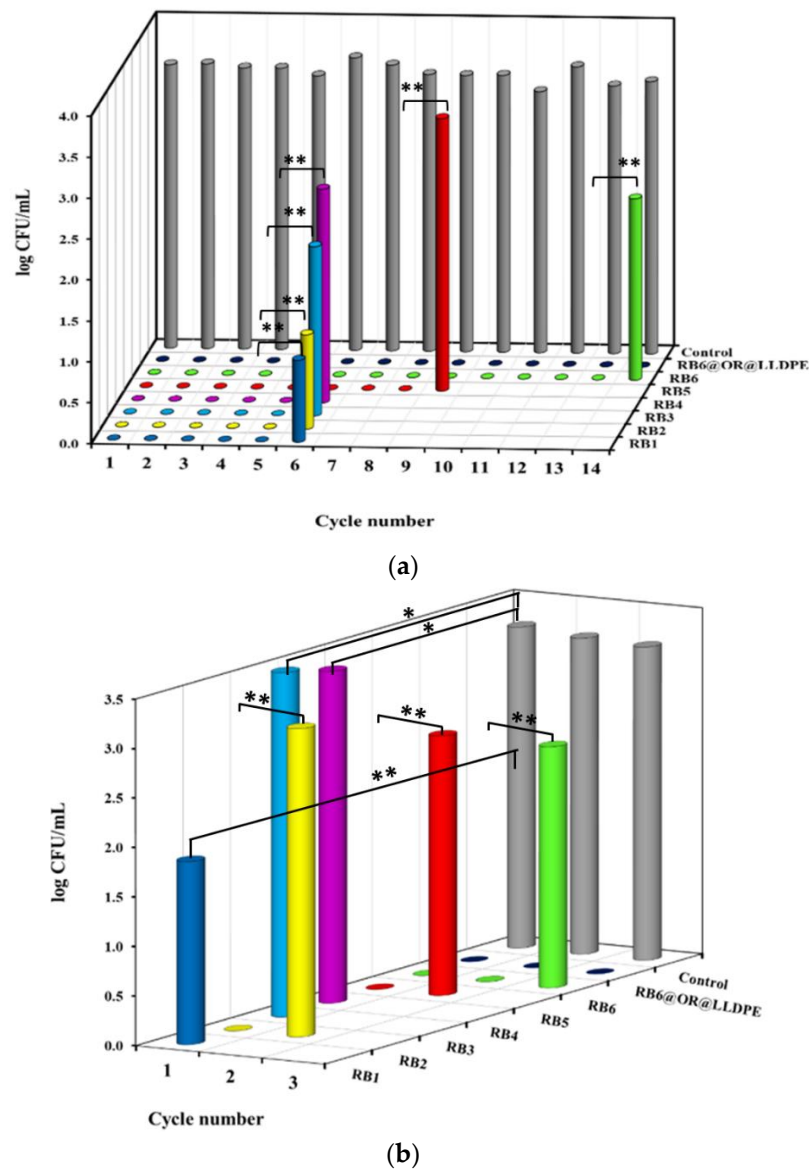 4.0
3.5
3.0
2.5
2.0
1.5
1.0
0.5
0.0
log CFU/mL
**
**
**
**
**
**
1 2 3 4 5 6 7 8 9 10 11 12 13 14
Control
RB6@OR@LLDPE
RB6
RB5
RB4
RB3
RB2
RB1
Cycle number
(a)
3.5
3.0
2.5
2.0
1.5
1.0
0.5
0.0
log CFU/mL
*
*
**
**
**
**
1 2 3
RB1
RB2
RB3
RB4
RB5
RB6
RB6@OR@LLDPE
Control
Cycle number
(b)